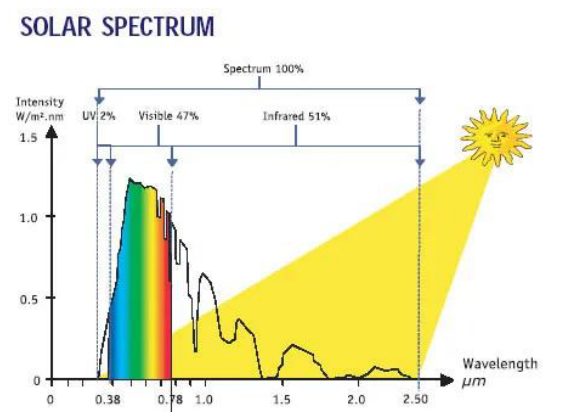 SOLAR SPECTRUM
Spectrum 100%
Intensity
W/m².nm
UV 2%
Visible 47%
Infrared 51%
1.5
1.0
0.5
0
Wavelength
µm
0
0.38
0.78
1.0
1.5
2.0
2.50